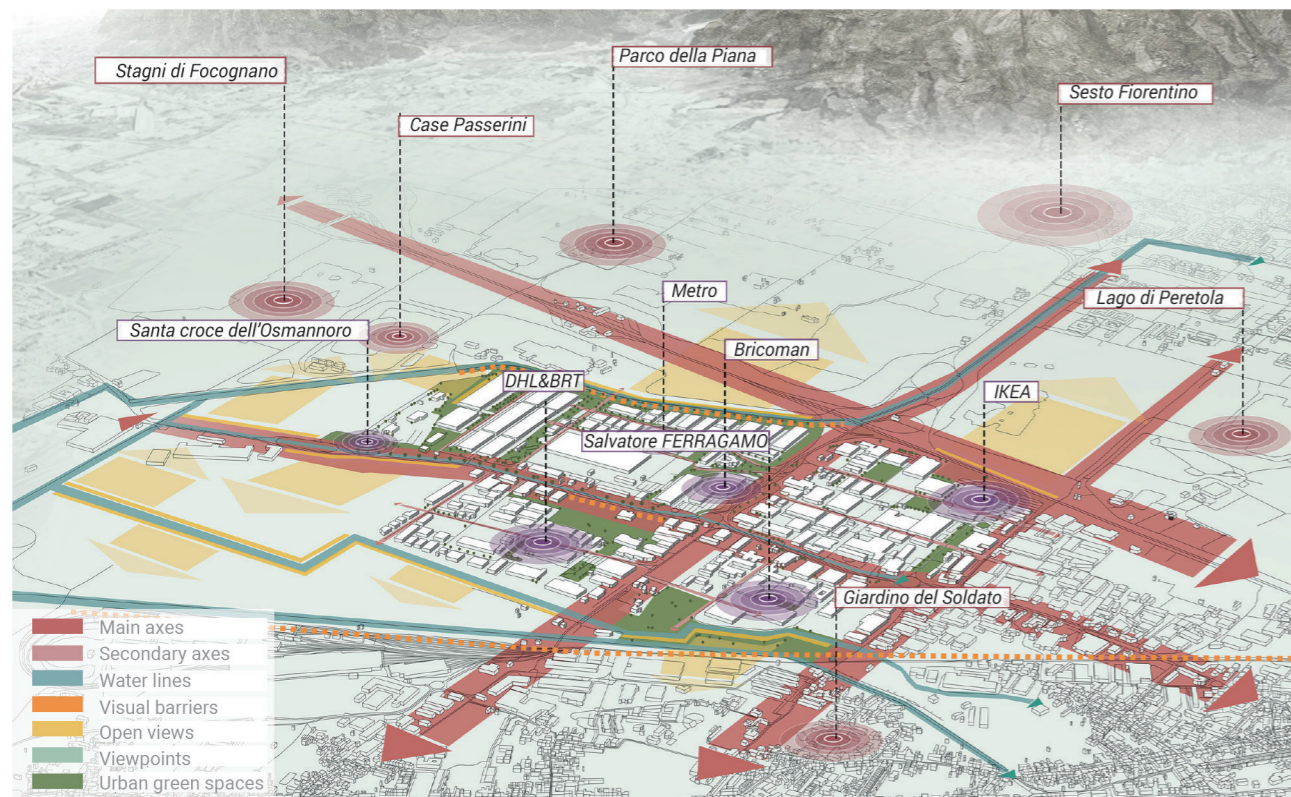 Parco della Piana
Stagni di Focognano
Sesto Fiorentino
Case Passerini
Metro
Lago di Peretola
Santa croce dell'Osmannoro
Bricoman
DHL&BRT
IKEA
Salvatore FERRAGAMO
Giardino del Soldato
Main axes
Secondary axes
Water lines
Visual barriers
Open views
Viewpoints
Urban green spaces